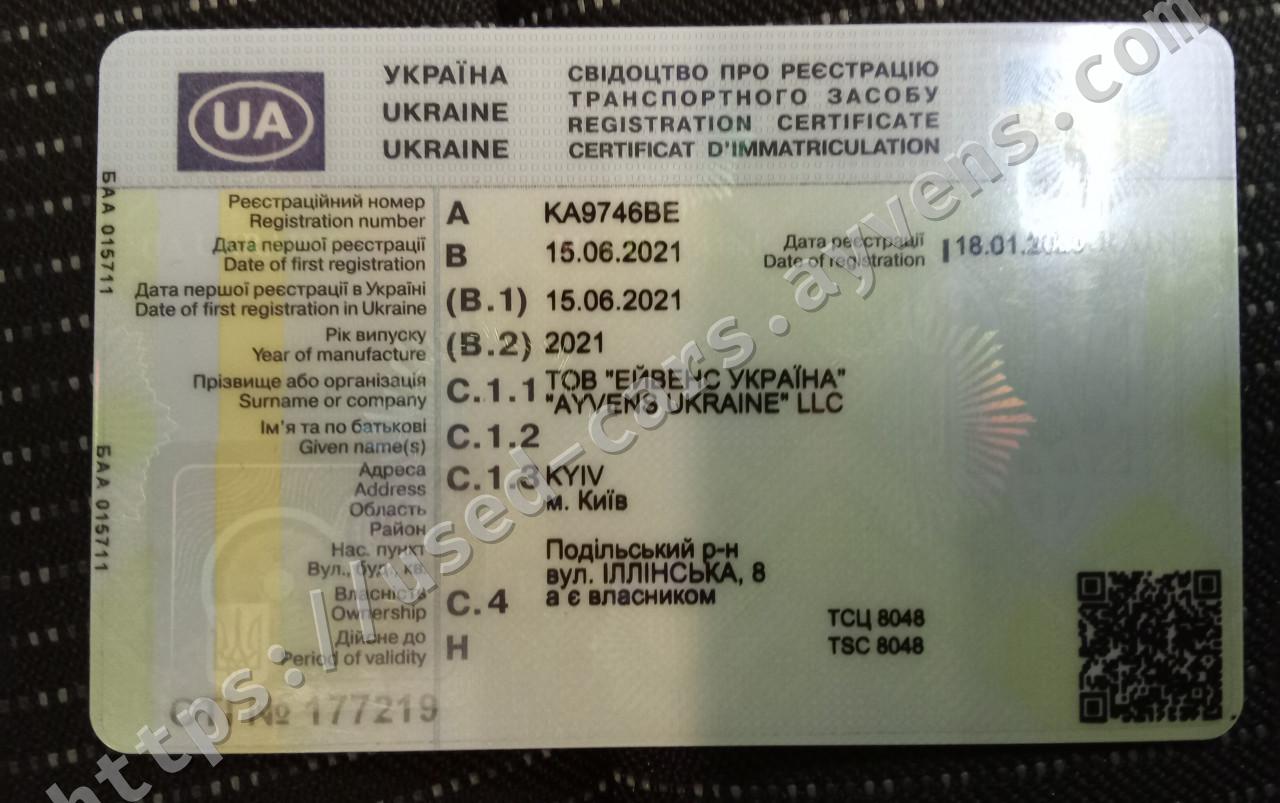 UA
УКРАЇНА
UKRAINE
UKRAINE
СВІДОЦТВО ПРО РЕЄСТРАЦІЮ
ТРАНСПОРТНОГО ЗАСОБУ
REGISTRATION CERTIFICATE
CERTIFICAT D'IMMATRICULATION
БАА 015711
БАА 015711
Реєстраційний номер
Registration number
A KA9746BE
Дата першої реєстрації
Date of first registration
B 15.06.2021
Дата реєстрації
Date of registration
18.01.
Дата першої реєстрації в Україні
Date of first registration in Ukraine
(B.1) 15.06.2021
Рік випуску
Year of manufacture
(B.2) 2021
Прізвище або організація
Surname or company
C.1.1 ТОВ "ЕЙВЕНС УКРАЇНА"
"AYVENS UKRAINE" LLC
Ім'я та по батькові
Given name(s)
C.1.2
Адреса
Address
Область
Район
Нас. пункт
Вул., буд., кв.
C.1.3 KYIV
м. Київ
Подільський р-н
вул. ІЛЛІНСЬКА, 8
Власність
Ownership
C.4 а є власником
Дійсне до
Period of validity
H
ТСЦ 8048
TSC 8048
№ 177219
https://used-cars.ayvens.com